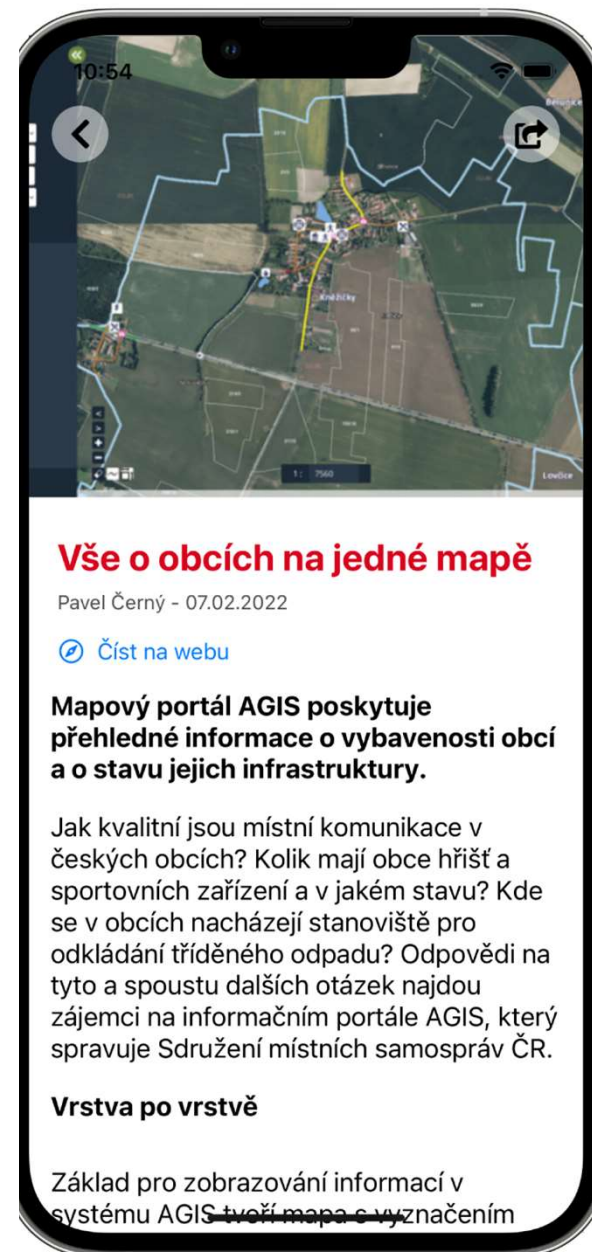 10:54
Kněžičky
1: 7560
Lovčice
Vše o obcích na jedné mapě
Pavel Černý - 07.02.2022
Číst na webu
Mapový portál AGIS poskytuje
přehledné informace o vybavenosti obcí
a o stavu jejich infrastruktury.
Jak kvalitní jsou místní komunikace v
českých obcích? Kolik mají obce hřišť a
sportovních zařízení a v jakém stavu? Kde
se v obcích nacházejí stanoviště pro
odkládání tříděného odpadu? Odpovědi na
tyto a spoustu dalších otázek najdou
zájemci na informačním portále AGIS, který
spravuje Sdružení místních samospráv ČR.
Vrstva po vrstvě
Základ pro zobrazování informací v
systému AGIS tvoří mapa s vyznačením